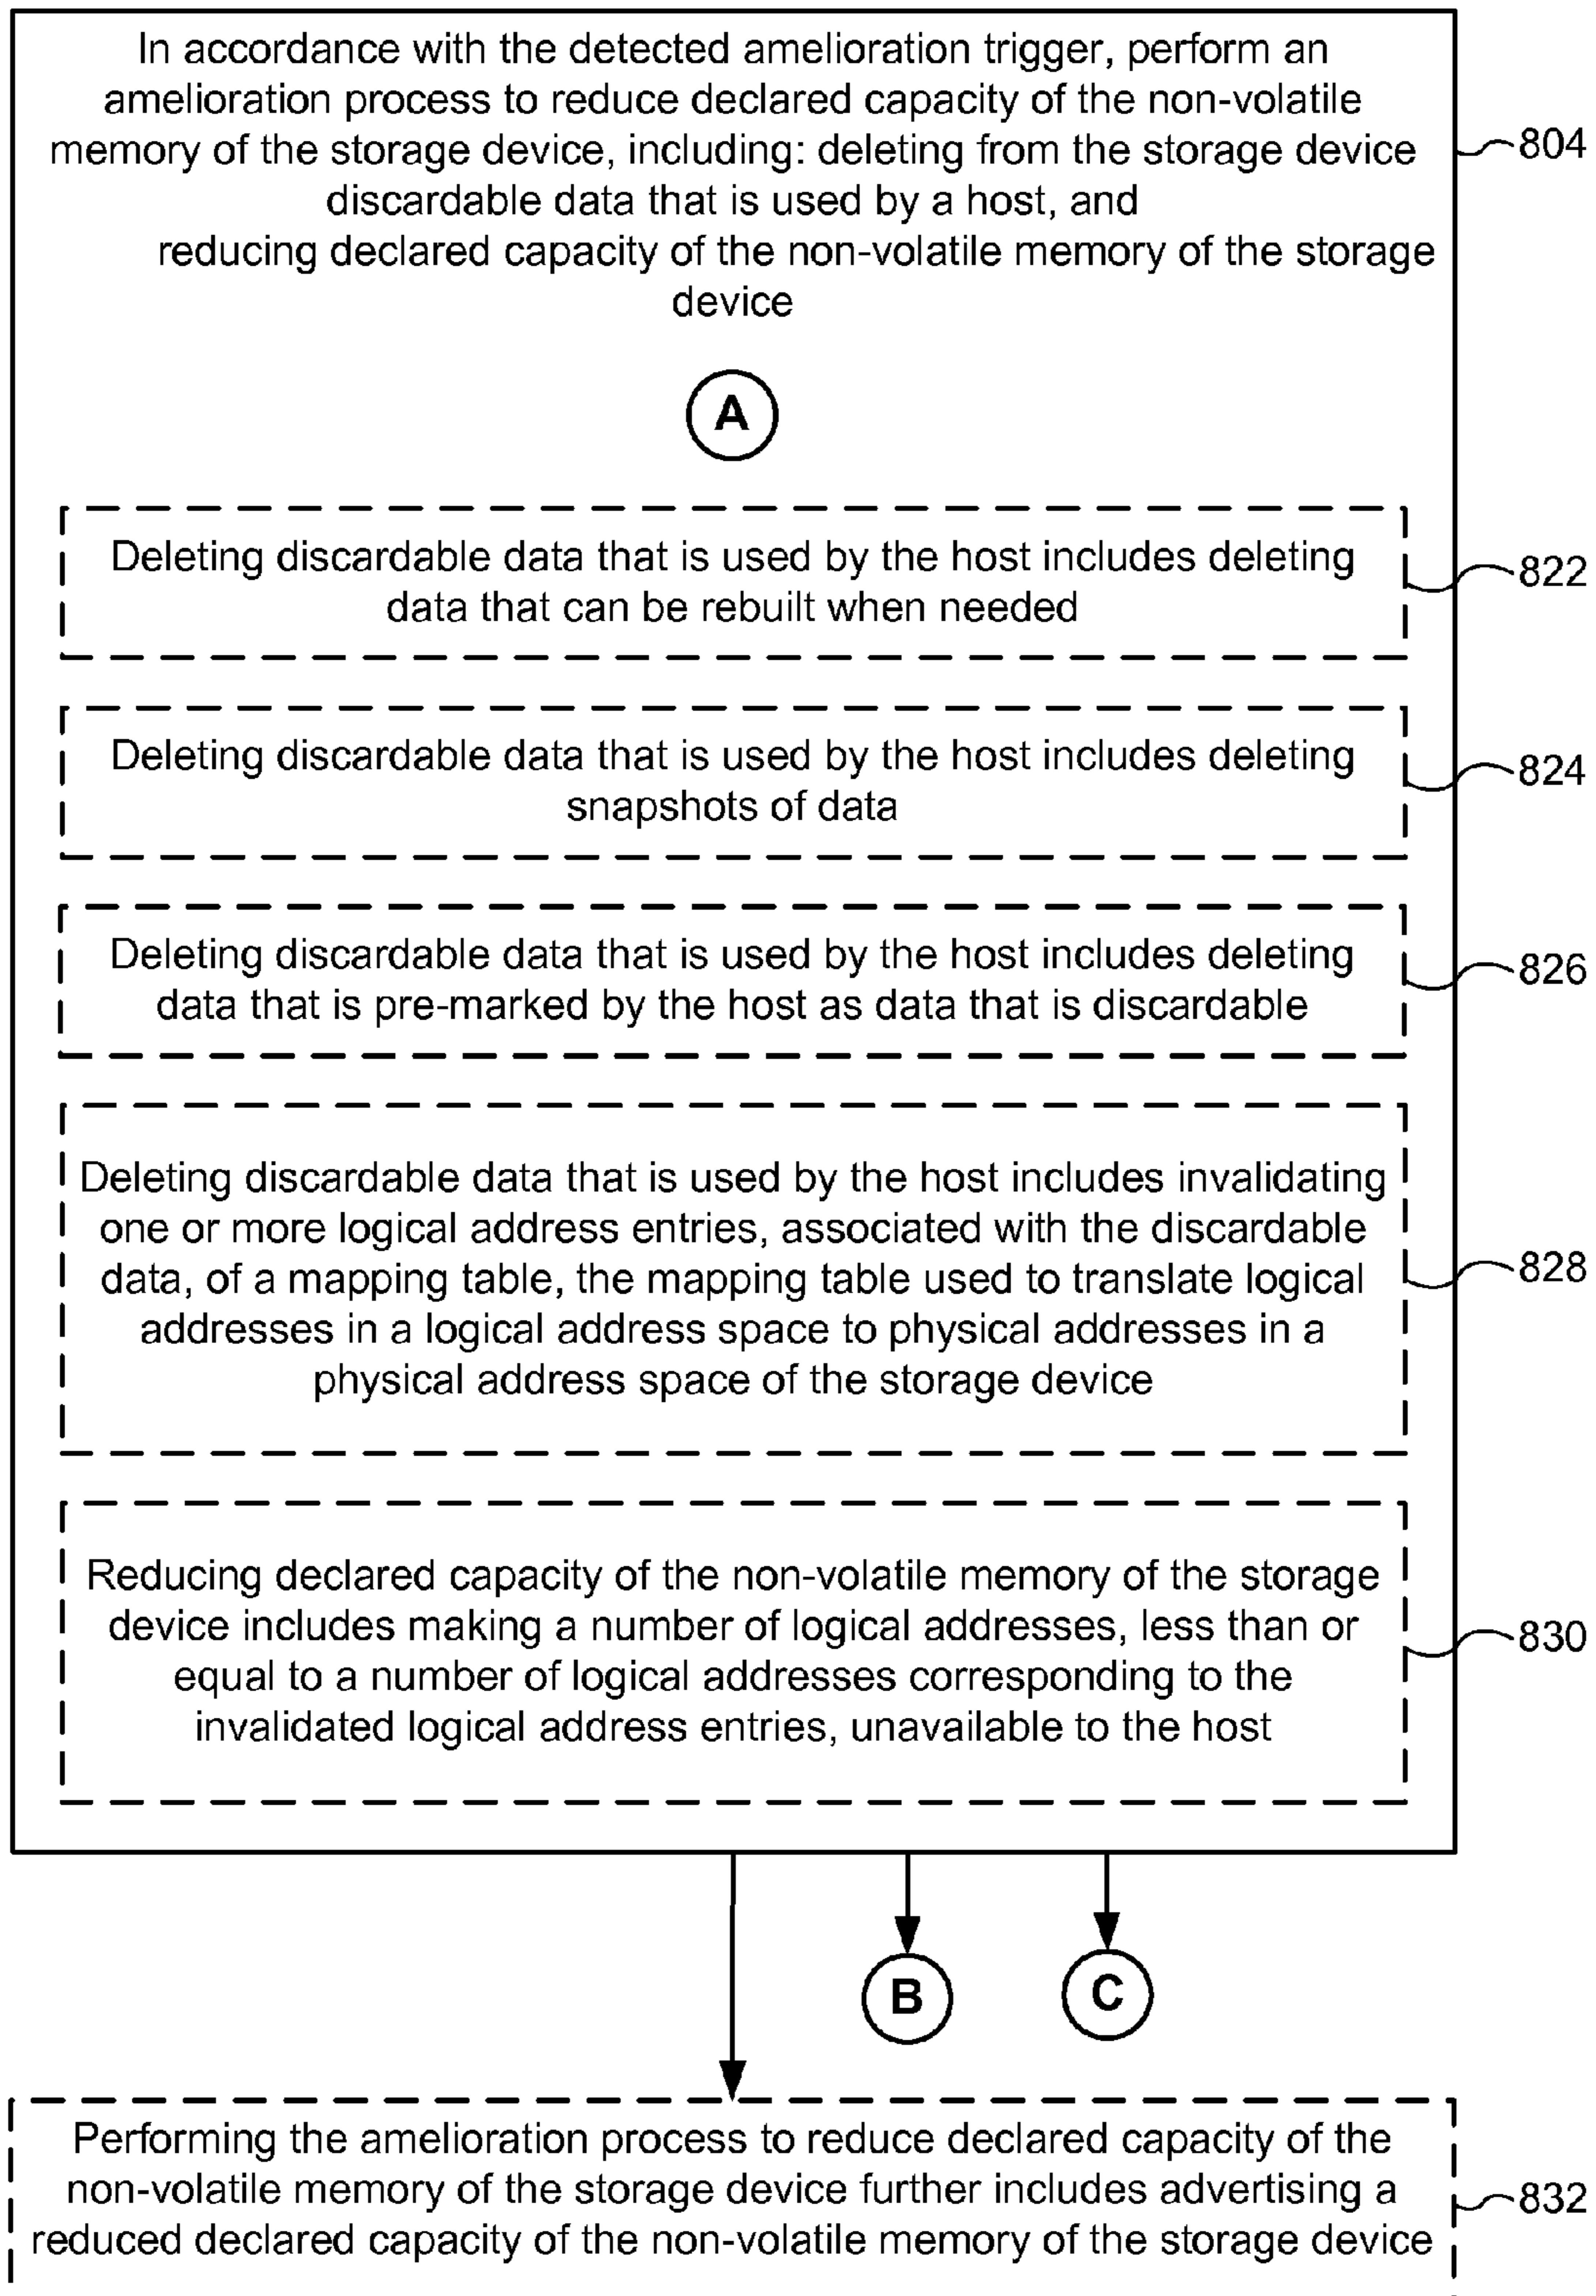 In accordance with the detected amelioration trigger, perform an
amelioration process to reduce declared capacity of the non-volatile
memory of the storage device, including: deleting from the storage device
discardable data that is used by a host, and
reducing declared capacity of the non-volatile memory of the storage
device
804
A
Deleting discardable data that is used by the host includes deleting
data that can be rebuilt when needed
822
Deleting discardable data that is used by the host includes deleting
snapshots of data
824
Deleting discardable data that is used by the host includes deleting
data that is pre-marked by the host as data that is discardable
826
Deleting discardable data that is used by the host includes invalidating
one or more logical address entries, associated with the discardable
data, of a mapping table, the mapping table used to translate logical
addresses in a logical address space to physical addresses in a
physical address space of the storage device
828
Reducing declared capacity of the non-volatile memory of the storage
device includes making a number of logical addresses, less than or
equal to a number of logical addresses corresponding to the
invalidated logical address entries, unavailable to the host
830
B
C
Performing the amelioration process to reduce declared capacity of the
non-volatile memory of the storage device further includes advertising a
reduced declared capacity of the non-volatile memory of the storage device
832